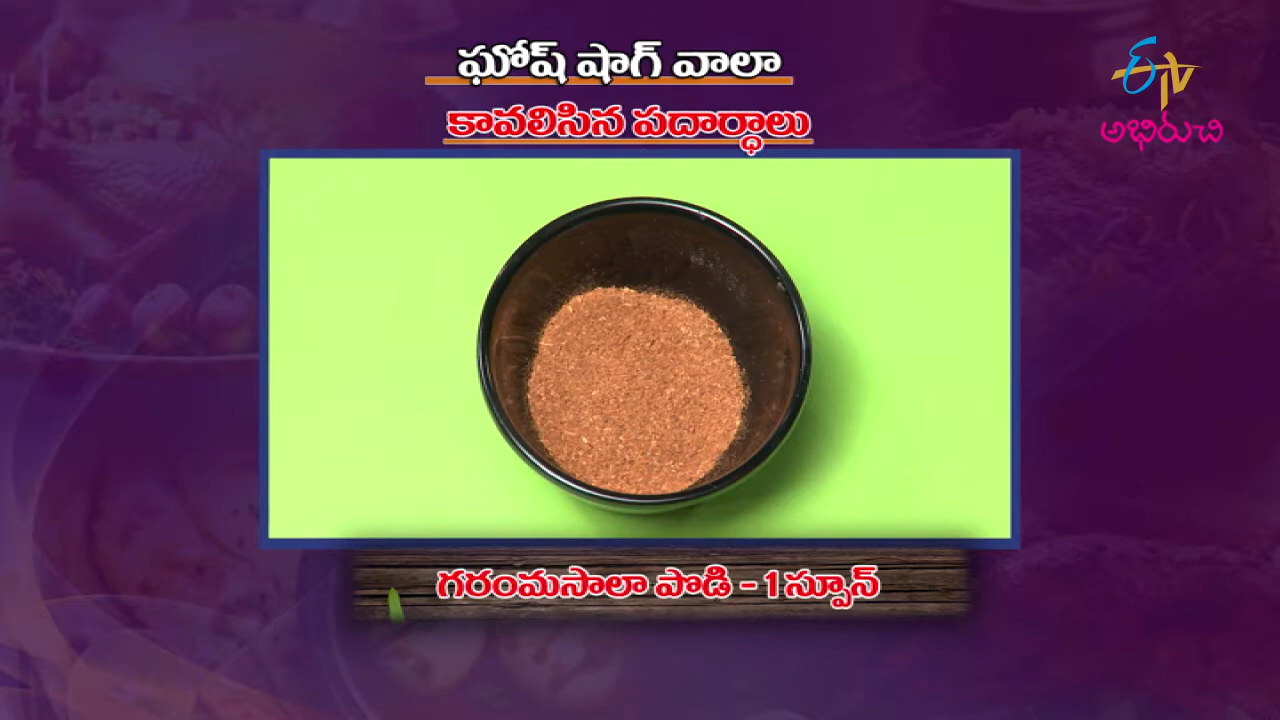 ఘోష్ షాగ్ వాలా
కావలిసిన పదార్థాలు
ETV
అభిరుచి
గరంమసాలా పొడి - 1 స్పూన్